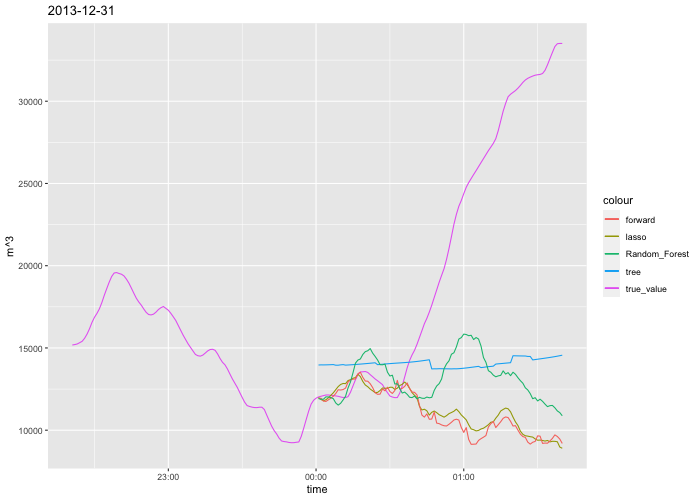 2013-12-31
m^3
30000
25000
20000
15000
10000
23:00
00:00
01:00
time
colour
forward
lasso
Random_Forest
tree
true_value